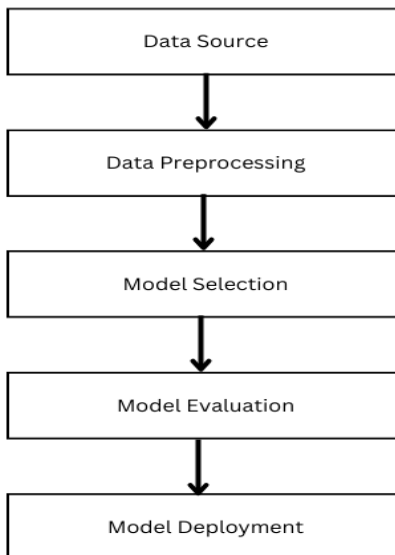 Data Source
Data Preprocessing
Model Selection
Model Evaluation
Model Deployment